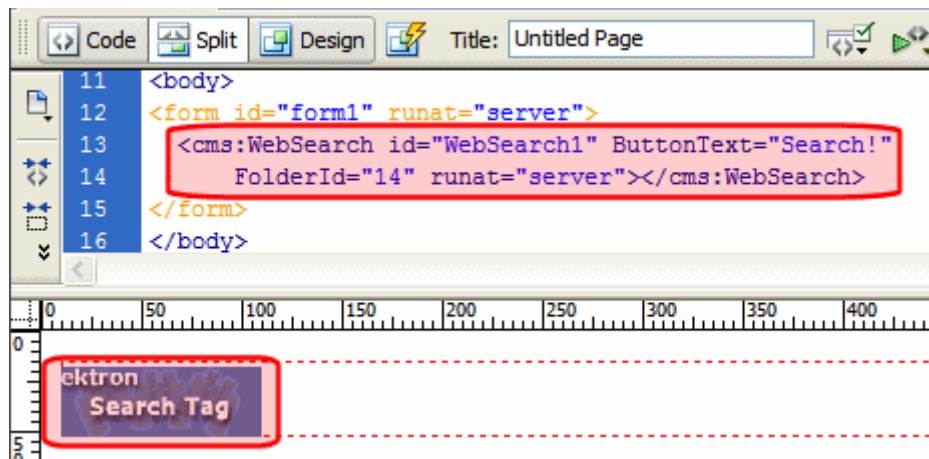 Code Split Design Title: Untitled Page
11 <body>
12 <form id="form1" runat="server">
13 <cms:WebSearch id="WebSearch1" ButtonText="Search!"
14 FolderId="14" runat="server"></cms:WebSearch>
15 </form>
16 </body>
0 50 100 150 200 250 300 350 400
0
ektron
Search Tag
5